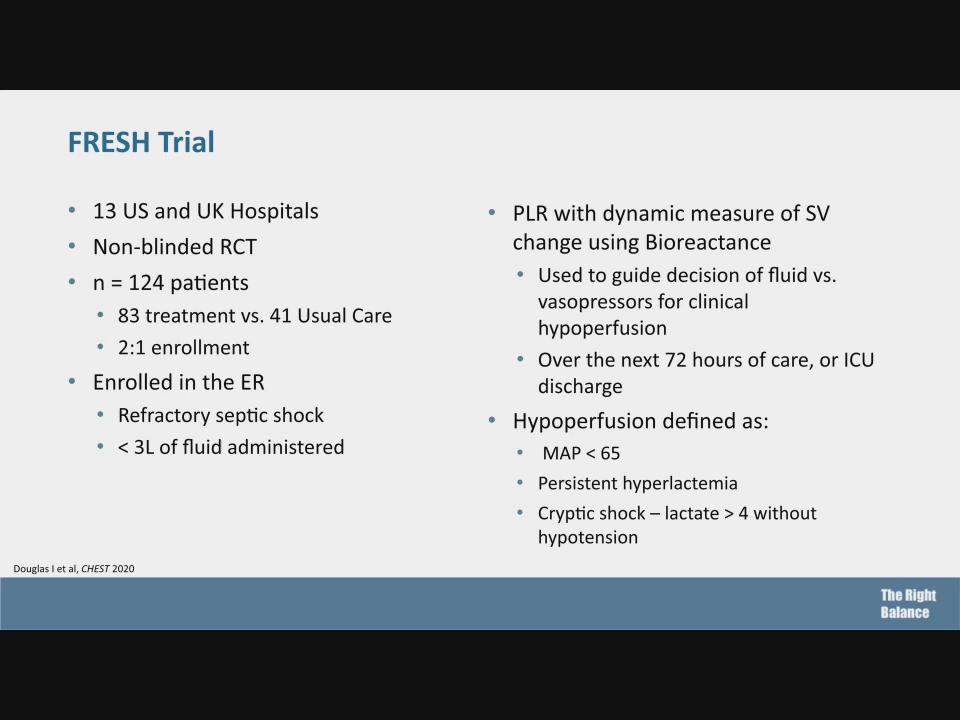 FRESH Trial
• 13 US and UK Hospitals
• Non-blinded RCT
• n = 124 patients
• 83 treatment vs. 41 Usual Care
• 2:1 enrollment
• Enrolled in the ER
• Refractory septic shock
• < 3L of fluid administered
• PLR with dynamic measure of SV
change using Bioreactance
• Used to guide decision of fluid vs.
vasopressors for clinical
hypoperfusion
• Over the next 72 hours of care, or ICU
discharge
• Hypoperfusion defined as:
• MAP < 65
• Persistent hyperlactemia
• Cryptic shock – lactate > 4 without
hypotension
Douglas I et al, CHEST 2020
The Right
Balance